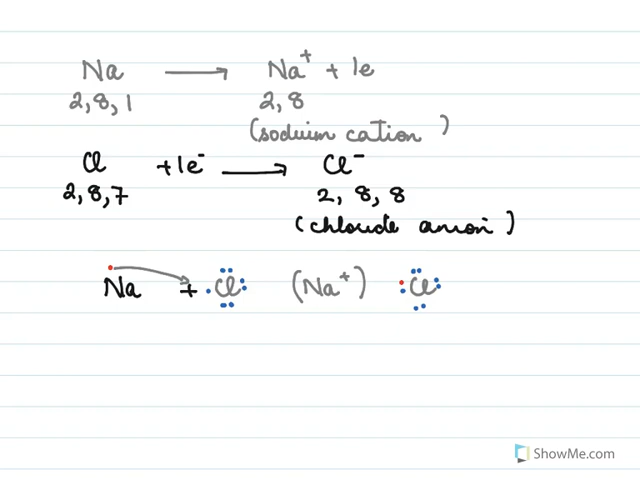 Na → Na⁺ + 1e
2,8,1 2,8
(soduim cation )
Cl +1e⁻ → Cl⁻
2,8,7 2, 8, 8
(chloride anion )
Na + Cl (Na⁺) Cl
ShowMe.com